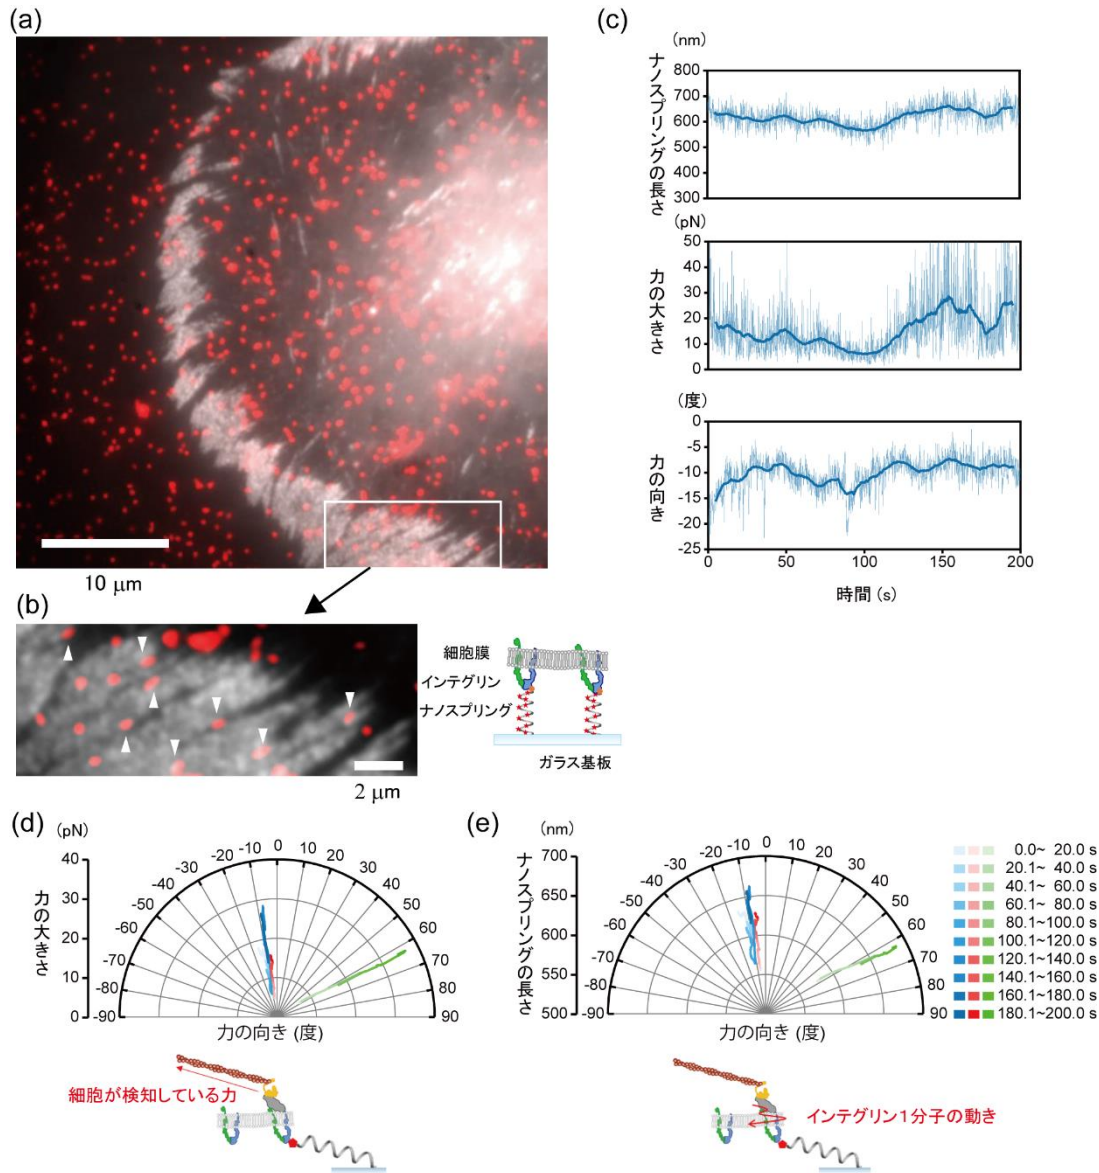 (a)
10 μm
(b)
2 μm
細胞膜
インテグリン
ナノスプリング
ガラス基板
(c)
(nm)
ナノスプリングの長さ
800
700
600
500
400
300
(pN)
力の大きさ
50
40
30
20
10
0
(度)
力の向き
0
-5
-10
-15
-20
-25
0 50 100 150 200
時間 (s)
(d)
(pN)
力の大きさ
40
30
20
10
0
-90 -80 -70 -60 -50 -40 -30 -20 -10 0 10 20 30 40 50 60 70 80 90
力の向き (度)
細胞が検知している力
(e)
(nm)
ナノスプリングの長さ
700
650
600
550
500
-90 -80 -70 -60 -50 -40 -30 -20 -10 0 10 20 30 40 50 60 70 80 90
力の向き (度)
0.0~ 20.0 s
20.1~ 40.0 s
40.1~ 60.0 s
60.1~ 80.0 s
80.1~100.0 s
100.1~120.0 s
120.1~140.0 s
140.1~160.0 s
160.1~180.0 s
180.1~200.0 s
インテグリン1分子の動き